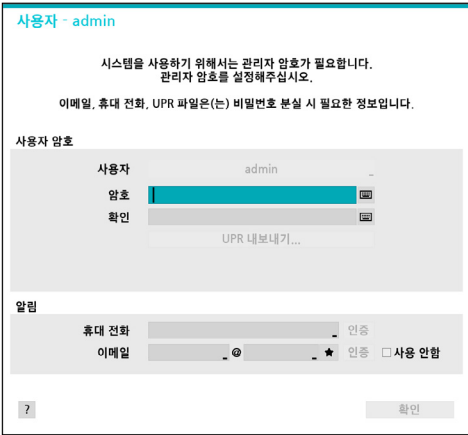 사용자 - admin
시스템을 사용하기 위해서는 관리자 암호가 필요합니다.
관리자 암호를 설정해주십시오.
이메일, 휴대 전화, UPR 파일은(는) 비밀번호 분실 시 필요한 정보입니다.
사용자 암호
사용자 admin
암호
확인
UPR 내보내기...
알림
휴대 전화 인증
이메일 @ 인증 사용 안함
? 확인